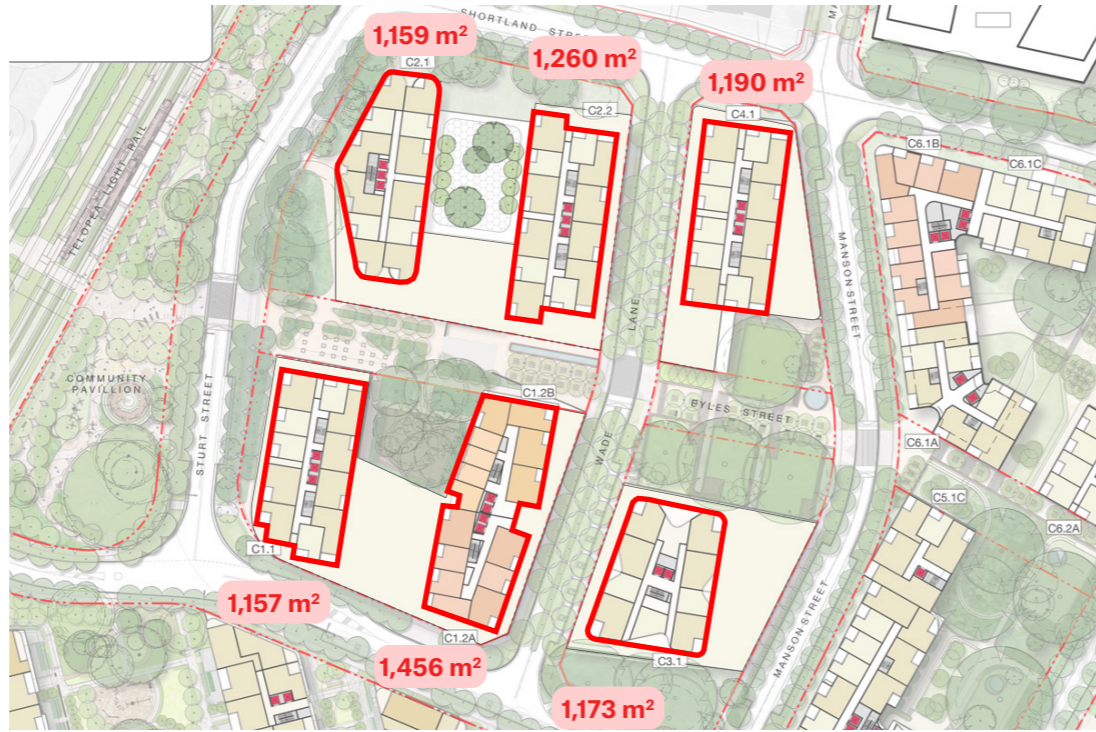 SHORTLAND STREET
MA
1,159 m²
C2.1
1,260 m²
1,190 m²
C2.2
C4.1
C6.1B
C6.1C
TELOPEA LIGHT RAIL
MANSON STREET
LANE
COMMUNITY
PAVILLION
STURT STREET
C1.2B
BYLES STREET
WADE
C6.1A
C5.1C
C6.2A
C1.1
1,157 m²
C1.2A
1,456 m²
C3.1
MANSON STREET
1,173 m²